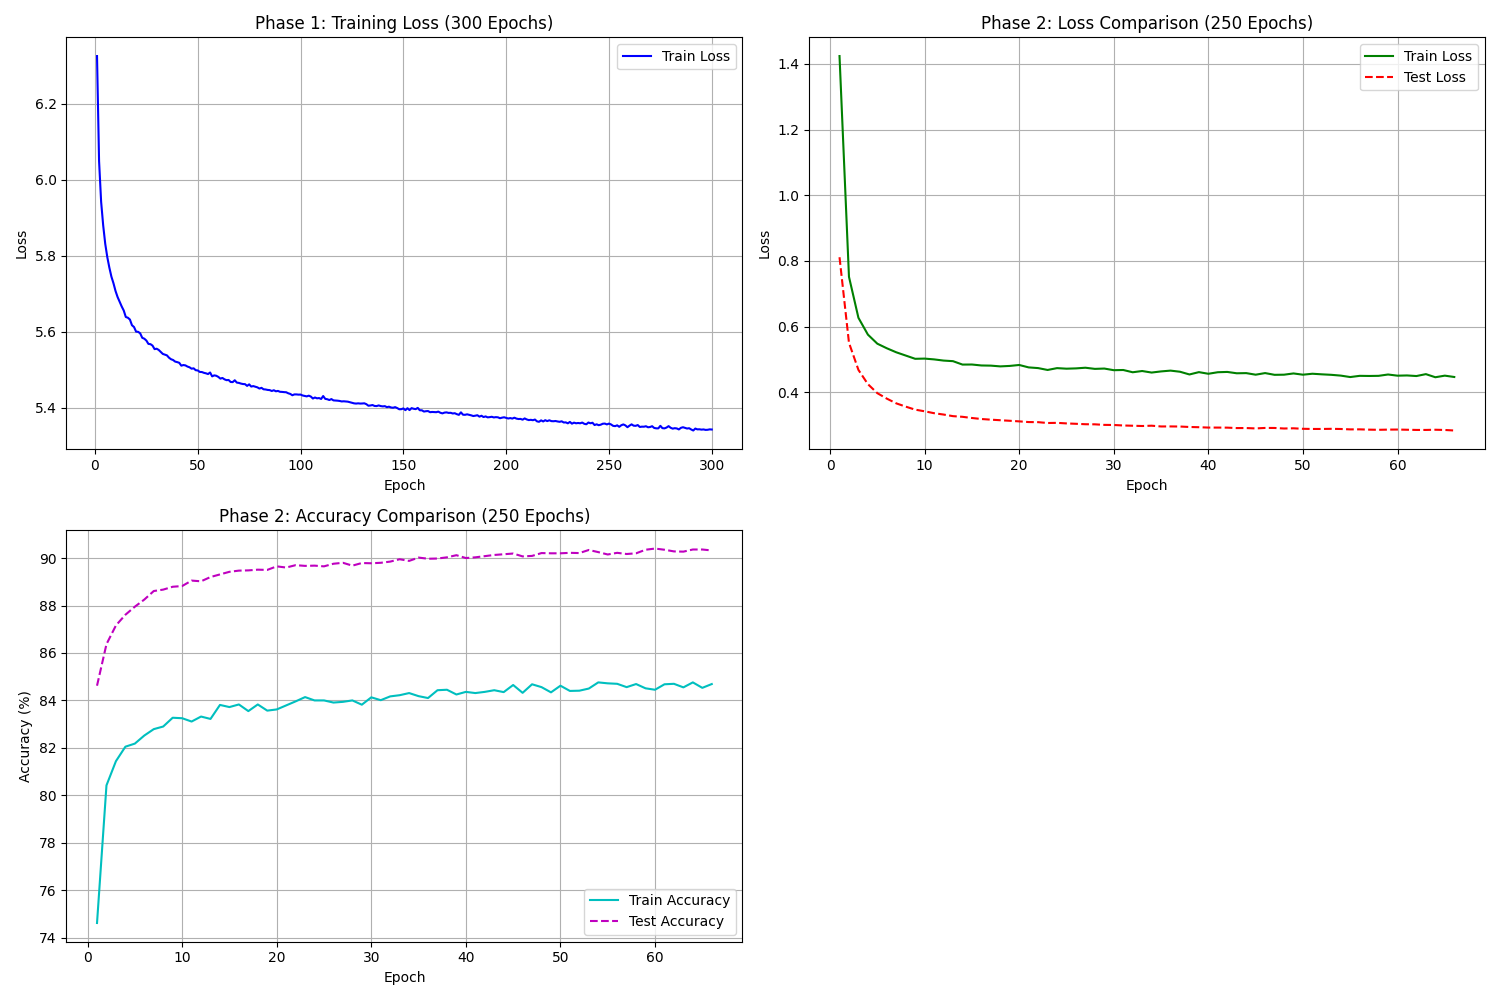 Phase 1: Training Loss (300 Epochs)
Train Loss
Loss
6.2
6.0
5.8
5.6
5.4
0 50 100 150 200 250 300
Epoch
Phase 2: Loss Comparison (250 Epochs)
Train Loss
Test Loss
Loss
1.4
1.2
1.0
0.8
0.6
0.4
0 10 20 30 40 50 60
Epoch
Phase 2: Accuracy Comparison (250 Epochs)
Accuracy (%)
90
88
86
84
82
80
78
76
74
Train Accuracy
Test Accuracy
0 10 20 30 40 50 60
Epoch